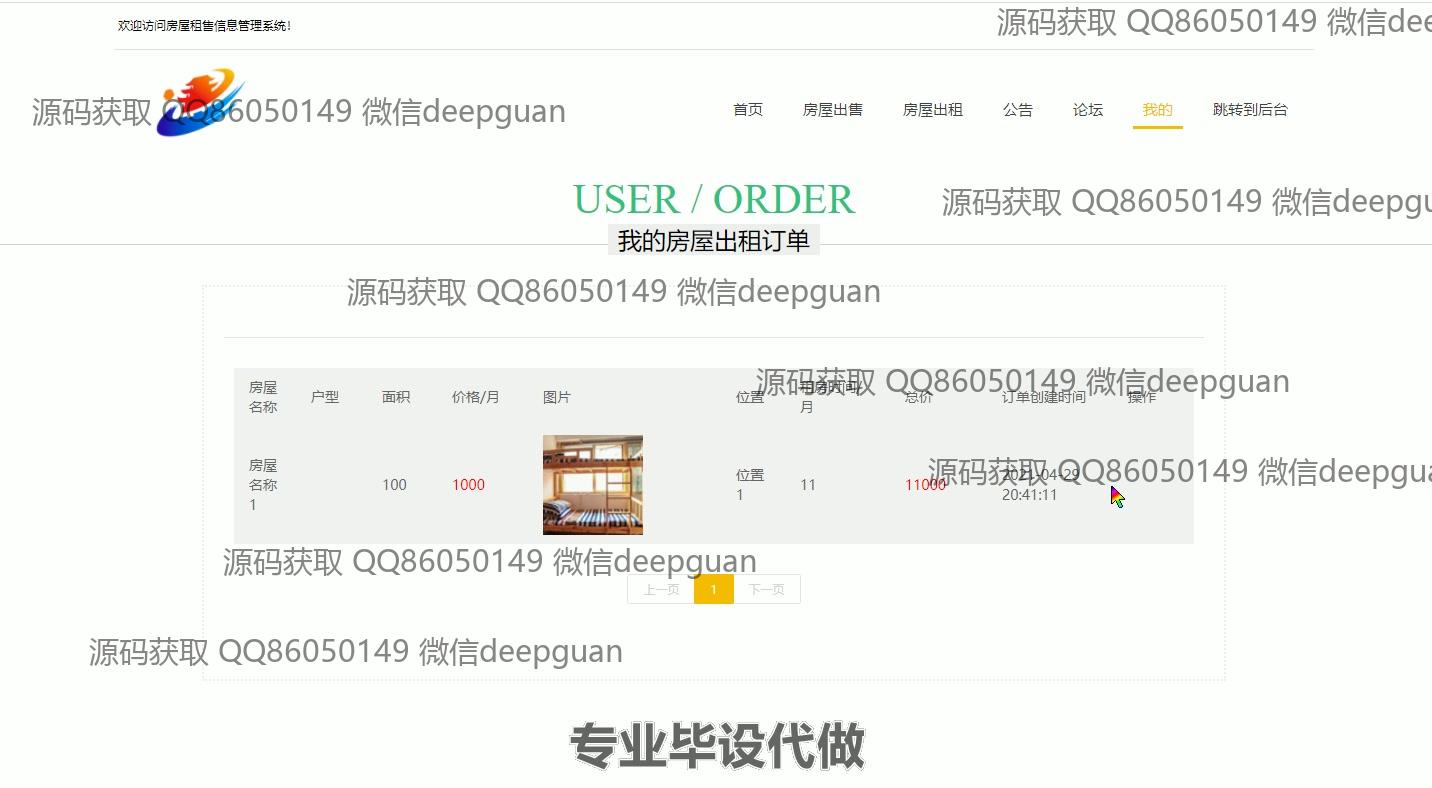 欢迎访问房屋租售信息管理系统！
源码获取 QQ86050149 微信dee
源码获取 QQ86050149 微信deepguan
首页 房屋出售 房屋出租 公告 论坛 我的 跳转到后台
USER / ORDER
源码获取 QQ86050149 微信deepgu
我的房屋出租订单
源码获取 QQ86050149 微信deepguan
源码获取 QQ86050149 微信deepguan
房屋名称 户型 面积 价格/月 图片 位置 租房时间/月 总价 订单创建时间 操作
源码获取 QQ86050149 微信deepgua
房屋名称1 100 1000 位置1 11 11000 2021-04-29 20:41:11
源码获取 QQ86050149 微信deepguan
上一页 1 下一页
源码获取 QQ86050149 微信deepguan
专业毕设代做